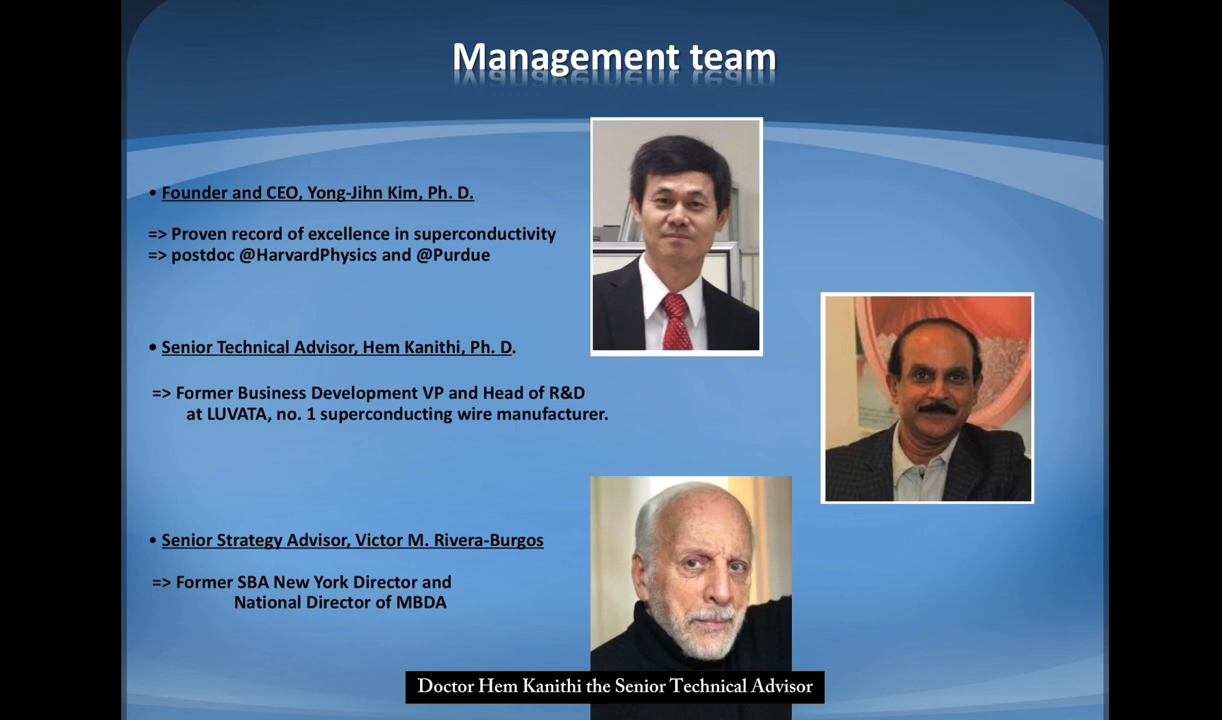 Management team
• Founder and CEO, Yong-Jihn Kim, Ph. D.
=> Proven record of excellence in superconductivity
=> postdoc @HarvardPhysics and @Purdue
• Senior Technical Advisor, Hem Kanithi, Ph. D.
=> Former Business Development VP and Head of R&D
at LUVATA, no. 1 superconducting wire manufacturer.
• Senior Strategy Advisor, Victor M. Rivera-Burgos
=> Former SBA New York Director and
National Director of MBDA
Doctor Hem Kanithi the Senior Technical Advisor